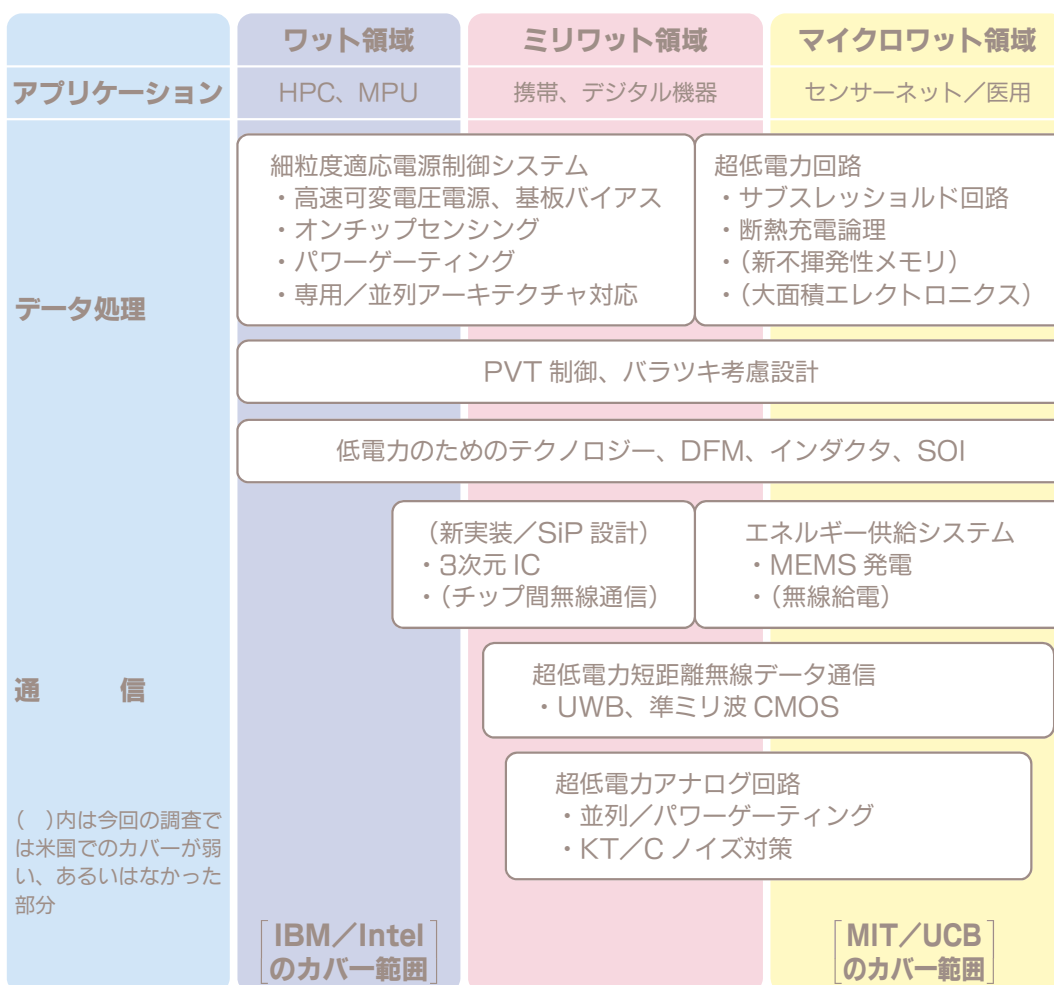 ワット領域
ミリワット領域
マイクロワット領域
アプリケーション
HPC、MPU
携帯、デジタル機器
センサーネット／医用
データ処理
細粒度適応電源制御システム
・高速可変電圧電源、基板バイアス
・オンチップセンシング
・パワーゲーティング
・専用／並列アーキテクチャ対応
超低電力回路
・サブスレッショルド回路
・断熱充電論理
・（新不揮発性メモリ）
・（大面積エレクトロニクス）
PVT 制御、バラツキ考慮設計
低電力のためのテクノロジー、DFM、インダクタ、SOI
（新実装／SiP 設計）
・3次元 IC
・（チップ間無線通信）
エネルギー供給システム
・MEMS 発電
・（無線給電）
通　　信
超低電力短距離無線データ通信
・UWB、準ミリ波 CMOS
超低電力アナログ回路
・並列／パワーゲーティング
・KT／C ノイズ対策
（　）内は今回の調査で
は米国でのカバーが弱
い、あるいはなかった
部分
IBM／Intel
のカバー範囲
MIT／UCB
のカバー範囲